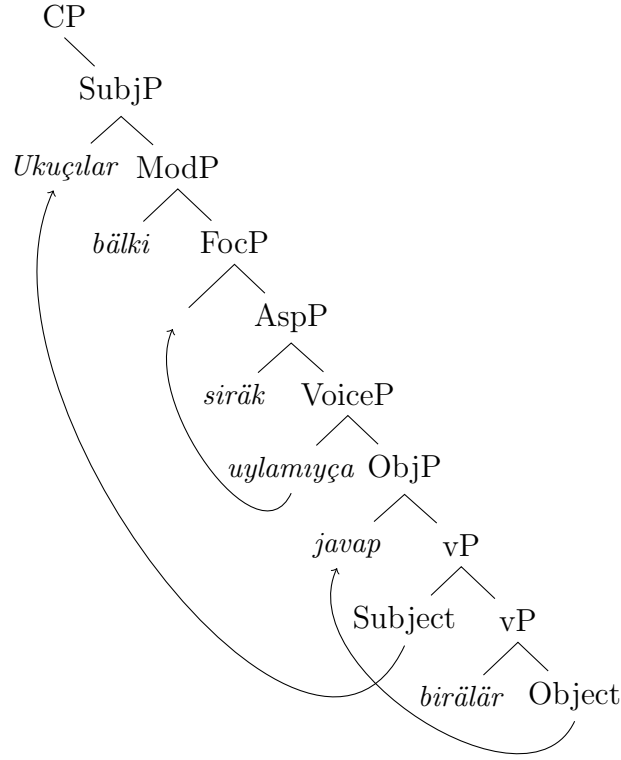 CP
SubjP
Ukuçılar ModP
bälki FocP
AspP
siräk VoiceP
uylamıyça ObjP
javap vP
Subject vP
birälär Object